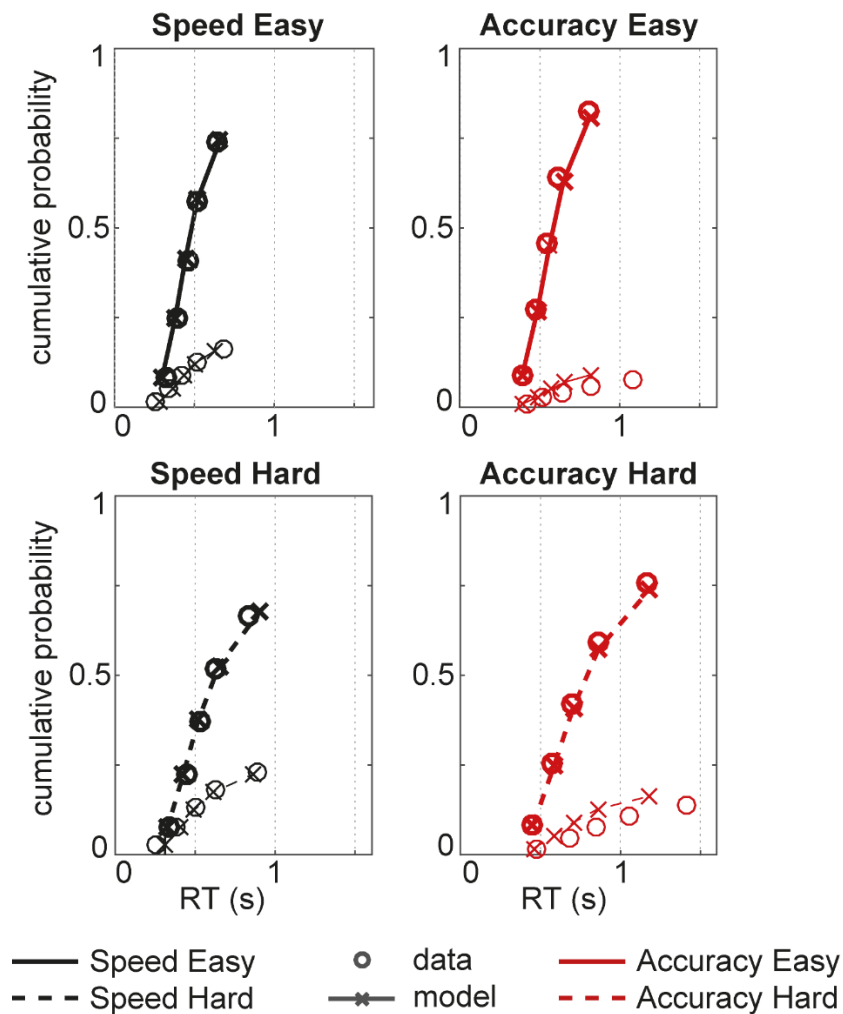 Speed Easy
Accuracy Easy
1
0.5
0
cumulative probability
0
1
1
0.5
0
0
1
Speed Hard
Accuracy Hard
1
0.5
0
cumulative probability
0
1
RT (s)
1
0.5
0
0
1
RT (s)
Speed Easy
data
Accuracy Easy
Speed Hard
model
Accuracy Hard